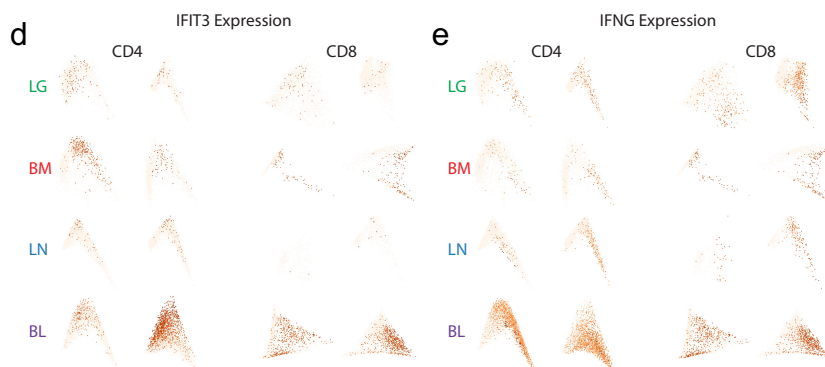 d
IFIT3 Expression
CD4
CD8
LG
BM
LN
BL
e
IFNG Expression
CD4
CD8
LG
BM
LN
BL